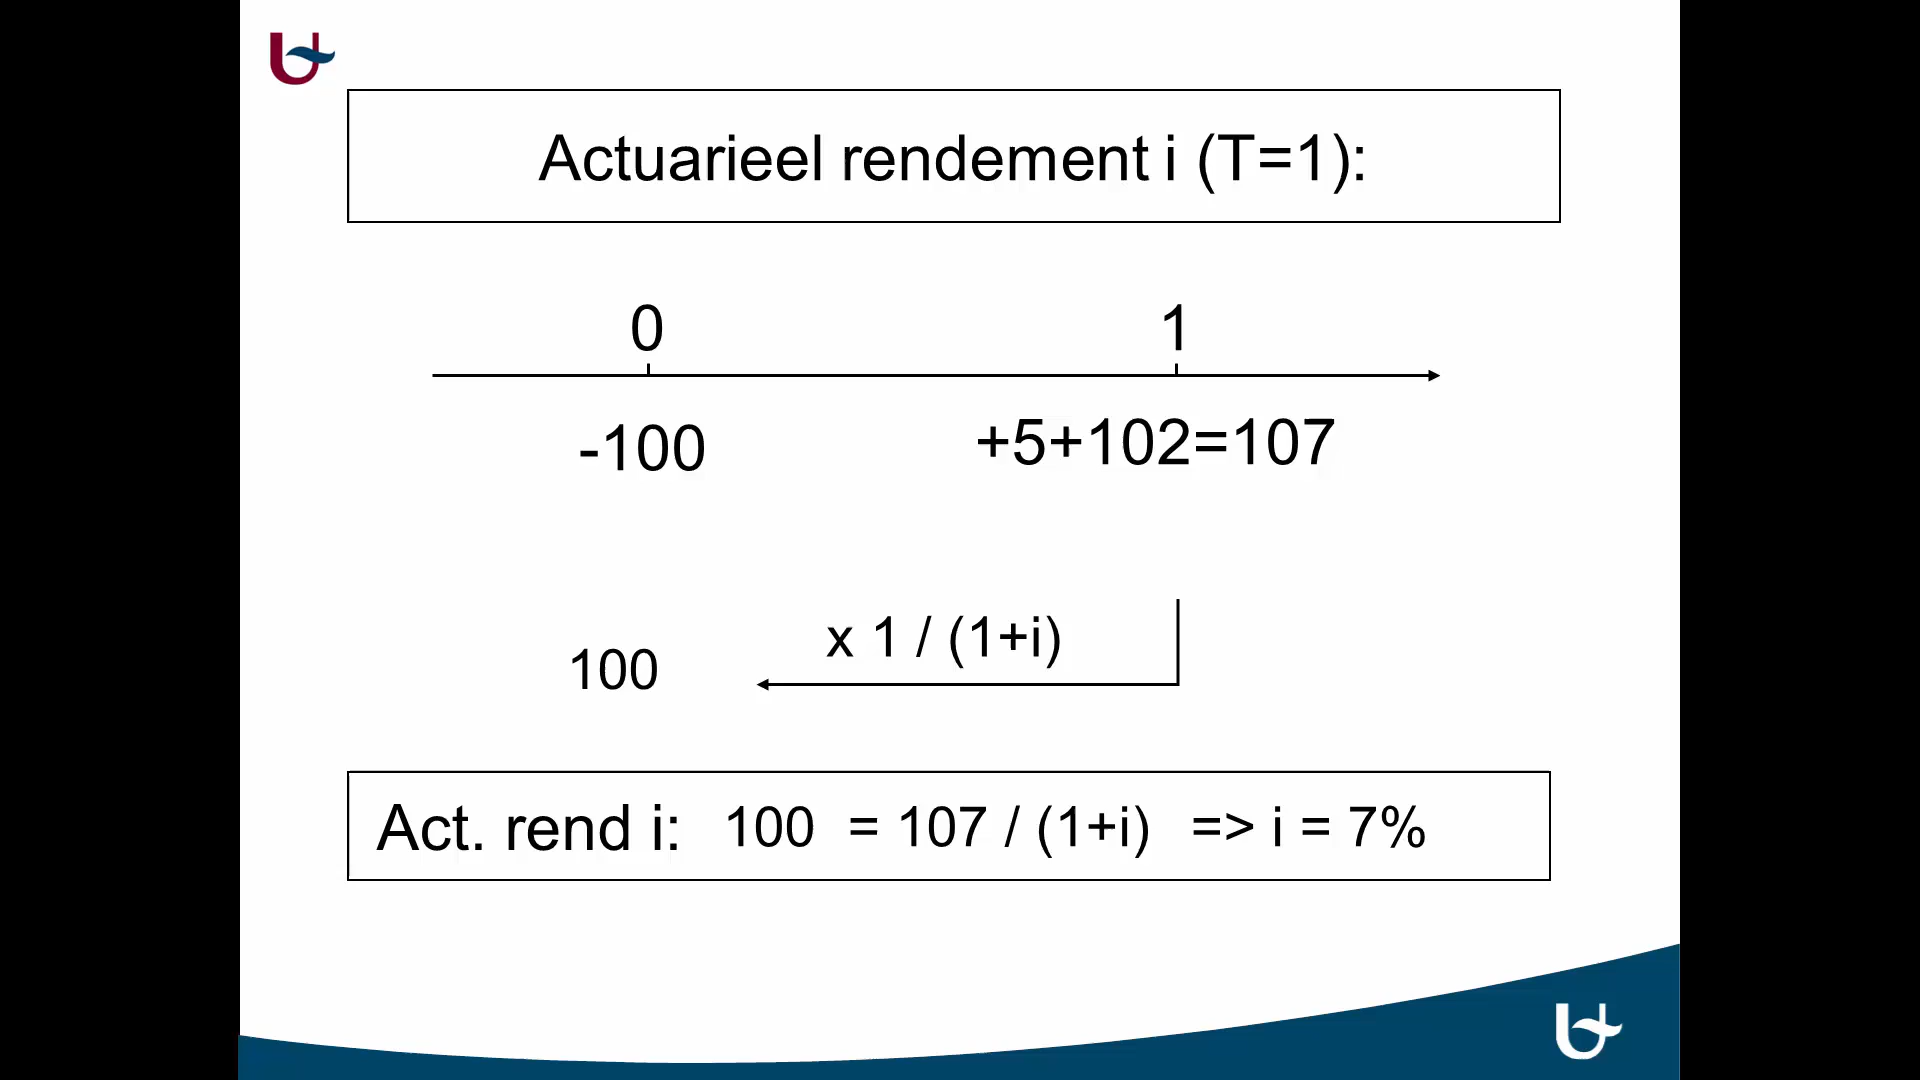 Actuarieel rendement i (T=1):
0 1
-100 +5+102=107
x 1 / (1+i)
100
Act. rend i: 100 = 107 / (1+i) => i = 7%